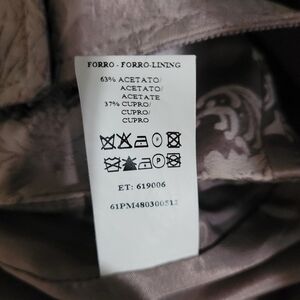 FORRO - FORRO-LINING
63% ACETATO/
ACETATO/
ACETATE
37% CUPRO/
CUPRO/
CUPRO
ET: 619006
61PM480300512